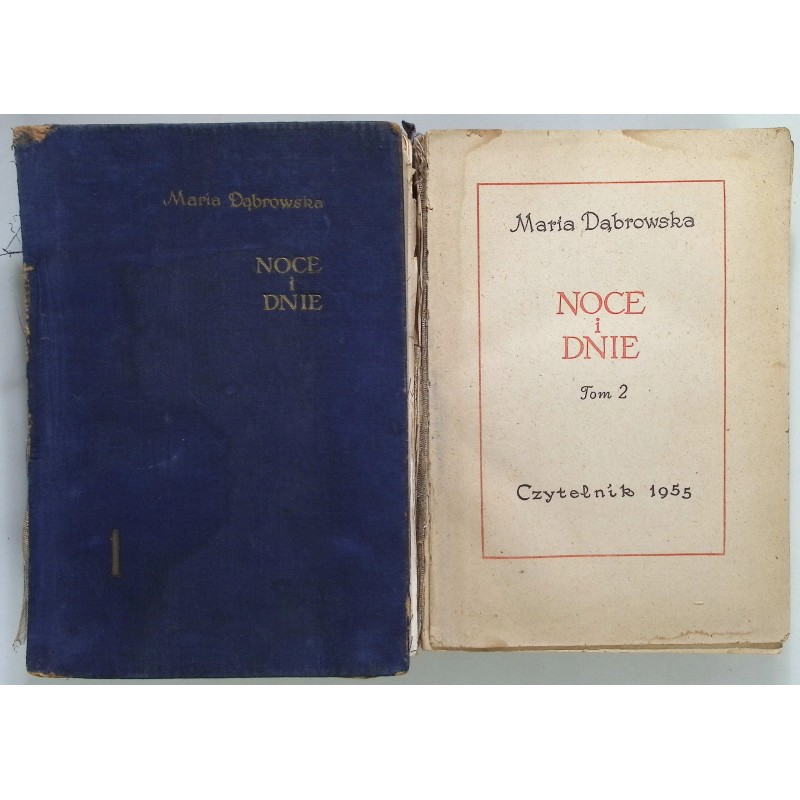 Maria Dąbrowska
NOCE
i
DNIE
1
Maria Dąbrowska
NOCE
i
DNIE
Tom 2
Czytelnik 1955